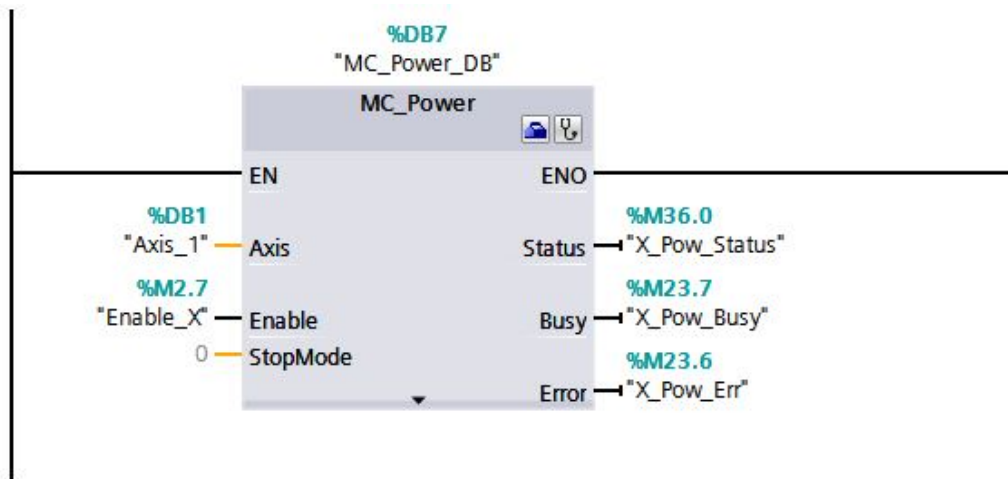 %DB7
"MC_Power_DB"
MC_Power
EN ENO
%DB1
"Axis_1" Axis
%M36.0
Status "X_Pow_Status"
%M2.7
"Enable_X" Enable
%M23.7
Busy "X_Pow_Busy"
0 StopMode
%M23.6
Error "X_Pow_Err"